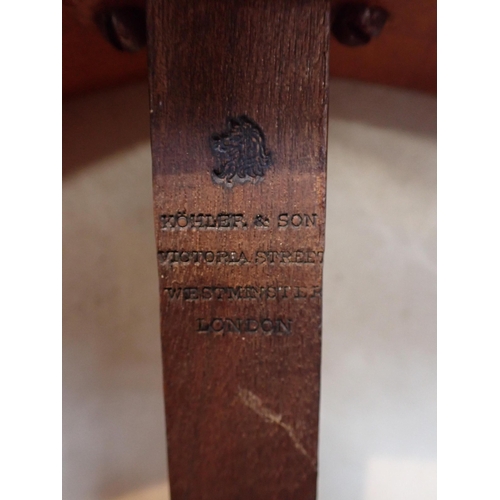 KÖHLER & SON
VICTORIA STREET
WESTMINSTER
LONDON